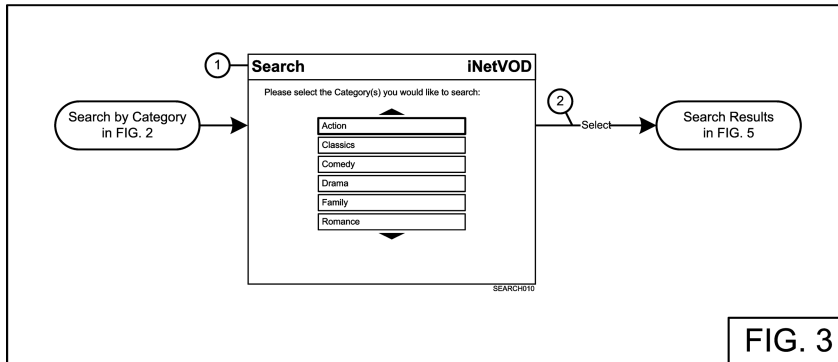 1
Search iNetVOD
Please select the Category(s) you would like to search:
2
Search by Category
in FIG. 2
Action
Select
Search Results
in FIG. 5
Classics
Comedy
Drama
Family
Romance
SEARCH010
FIG. 3